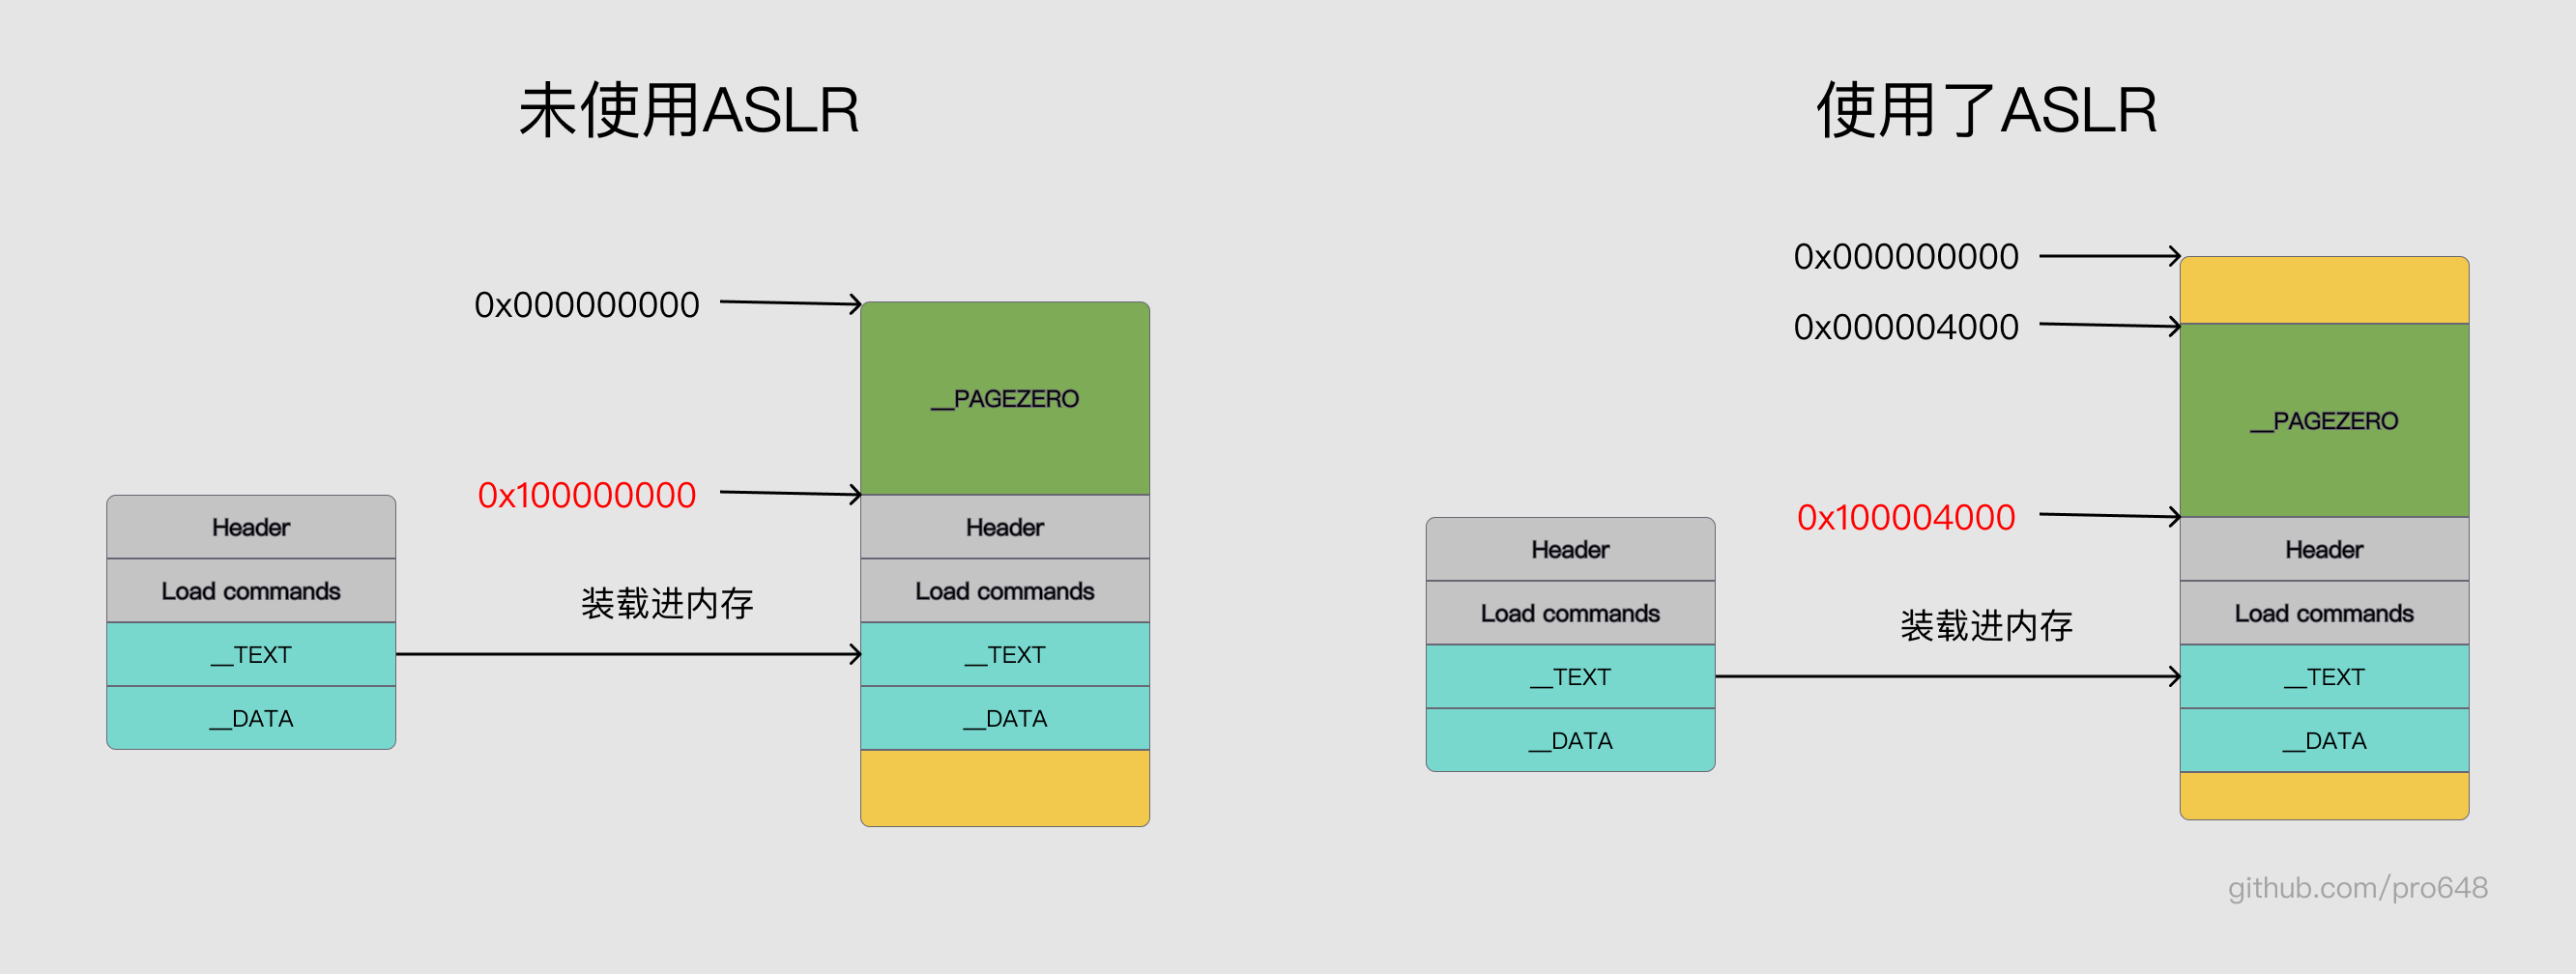 未使用ASLR
0x000000000
__PAGEZERO
0x100000000
Header
Load commands
__TEXT
__DATA
装载进内存
Header
Load commands
__TEXT
__DATA
使用了ASLR
0x000000000
0x000004000
__PAGEZERO
0x100004000
Header
Load commands
__TEXT
__DATA
装载进内存
Header
Load commands
__TEXT
__DATA
github.com/pro648